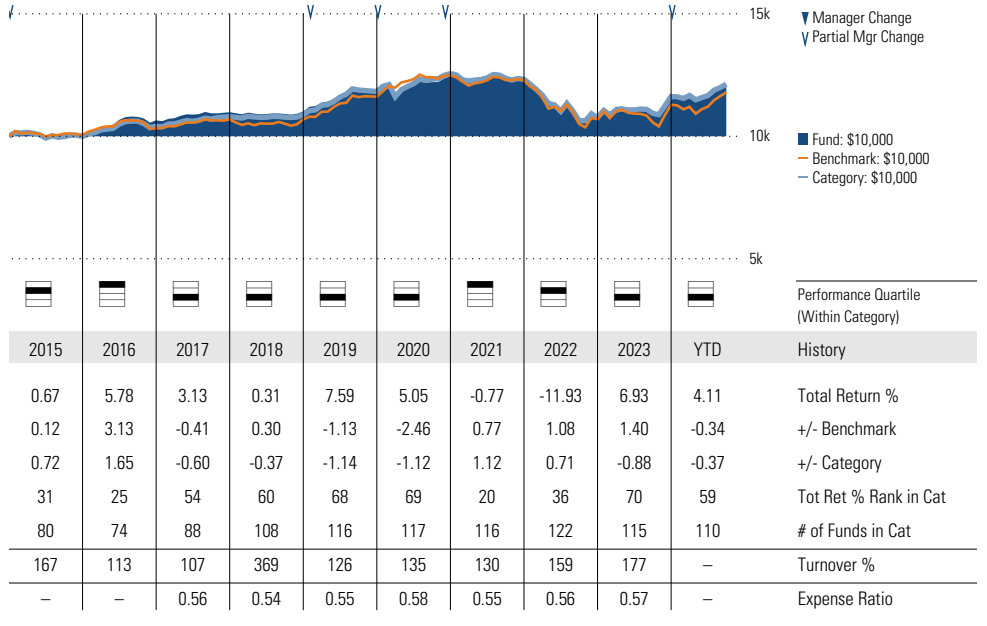 15k
10k
5k
Manager Change
Partial Mgr Change
Fund: $10,000
Benchmark: $10,000
Category: $10,000
Performance Quartile
(Within Category)
2015 2016 2017 2018 2019 2020 2021 2022 2023 YTD History
0.67 5.78 3.13 0.31 7.59 5.05 -0.77 -11.93 6.93 4.11 Total Return %
0.12 3.13 -0.41 0.30 -1.13 -2.46 0.77 1.08 1.40 -0.34 +/- Benchmark
0.72 1.65 -0.60 -0.37 -1.14 -1.12 1.12 0.71 -0.88 -0.37 +/- Category
31 25 54 60 68 69 20 36 70 59 Tot Ret % Rank in Cat
80 74 88 108 116 117 116 122 115 110 # of Funds in Cat
167 113 107 369 126 135 130 159 177 – Turnover %
– – 0.56 0.54 0.55 0.58 0.55 0.56 0.57 – Expense Ratio